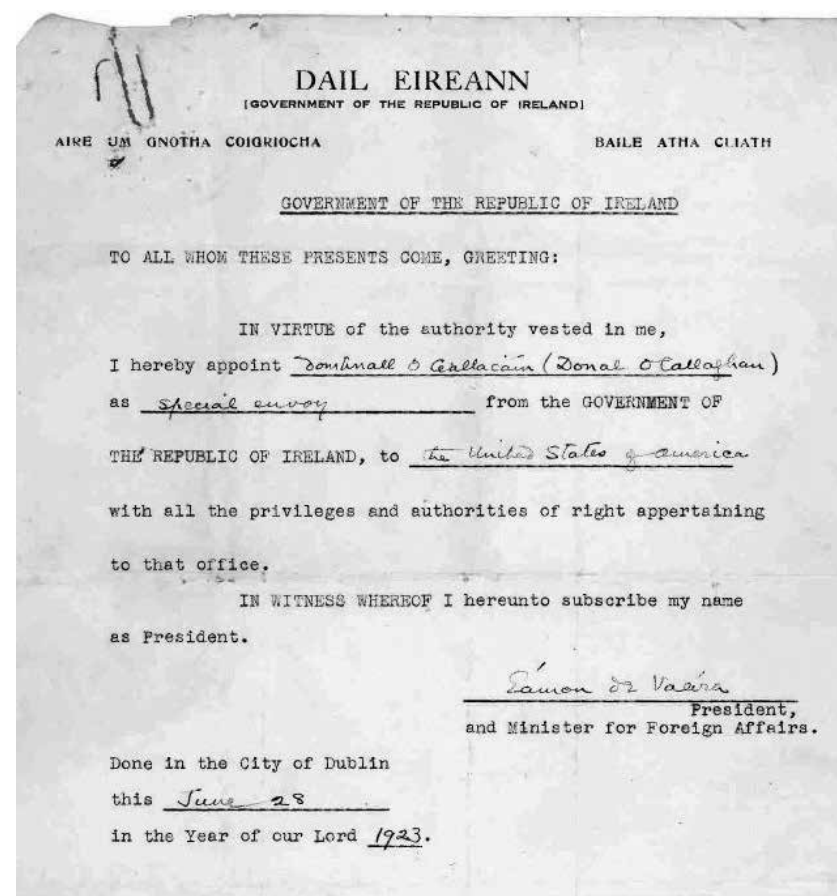 DAIL EIREANN
[GOVERNMENT OF THE REPUBLIC OF IRELAND]
AIRE UM GNOTHA COIGRIOCHA BAILE ATHA CLIATH
GOVERNMENT OF THE REPUBLIC OF IRELAND
TO ALL WHOM THESE PRESENTS COME, GREETING:
IN VIRTUE of the authority vested in me,
I hereby appoint Domhnall O Ceallacáin (Donal O Callaghan)
as special envoy from the GOVERNMENT OF
THE REPUBLIC OF IRELAND, to the United States of America
with all the privileges and authorities of right appertaining
to that office.
IN WITNESS WHEREOF I hereunto subscribe my name
as President.
Éamon de Valéra
President,
and Minister for Foreign Affairs.
Done in the City of Dublin
this June 28
in the Year of our Lord 1923.